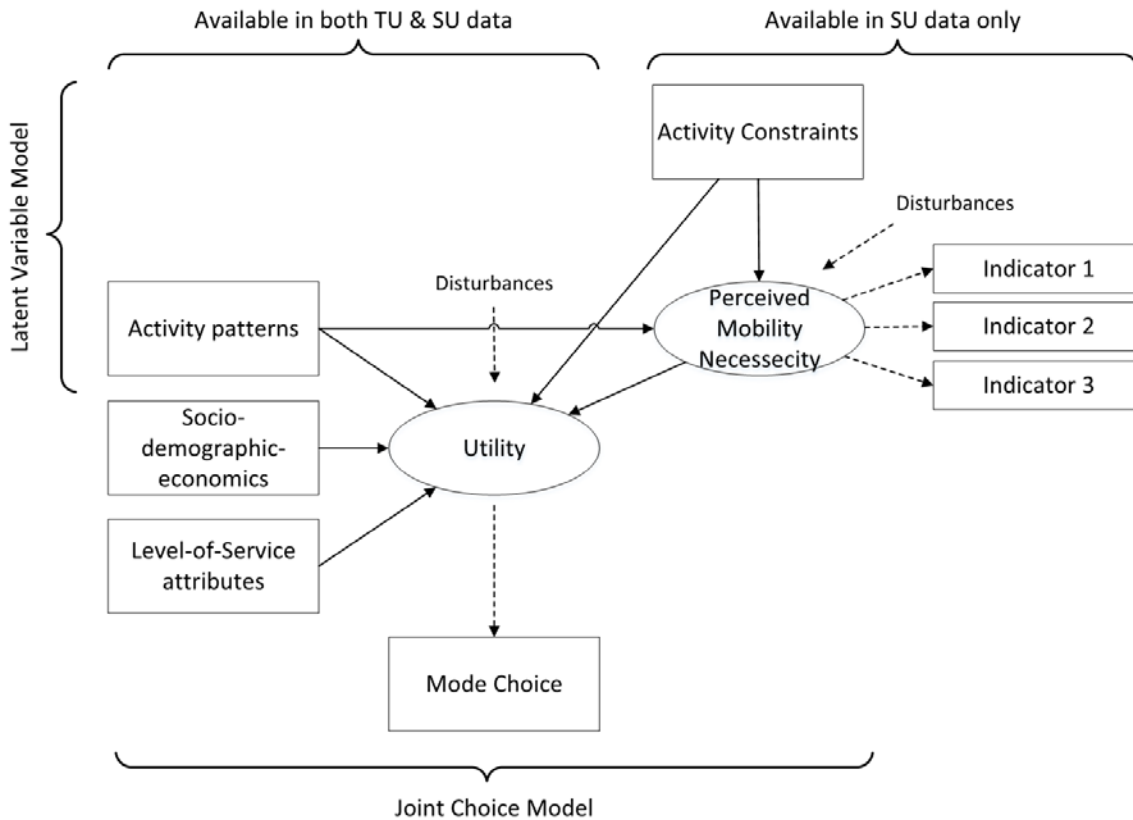 Available in both TU & SU data
Available in SU data only
Latent Variable Model
Activity Constraints
Disturbances
Disturbances
Activity patterns
Perceived
Mobility
Necessecity
Indicator 1
Indicator 2
Indicator 3
Socio-
demographic-
economics
Utility
Level-of-Service
attributes
Mode Choice
Joint Choice Model